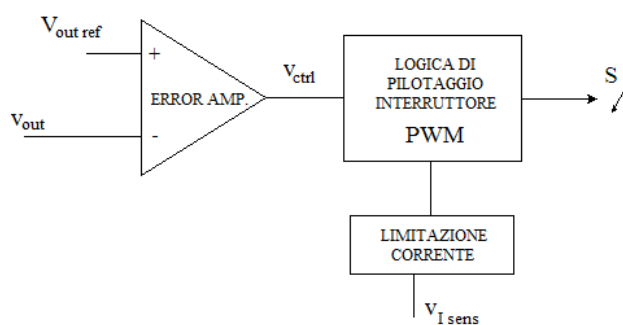 Vout ref
+
ERROR AMP.
vout
-
vctrl
LOGICA DI
PILOTAGGIO
INTERRUTTORE
PWM
S
LIMITAZIONE
CORRENTE
vI sens